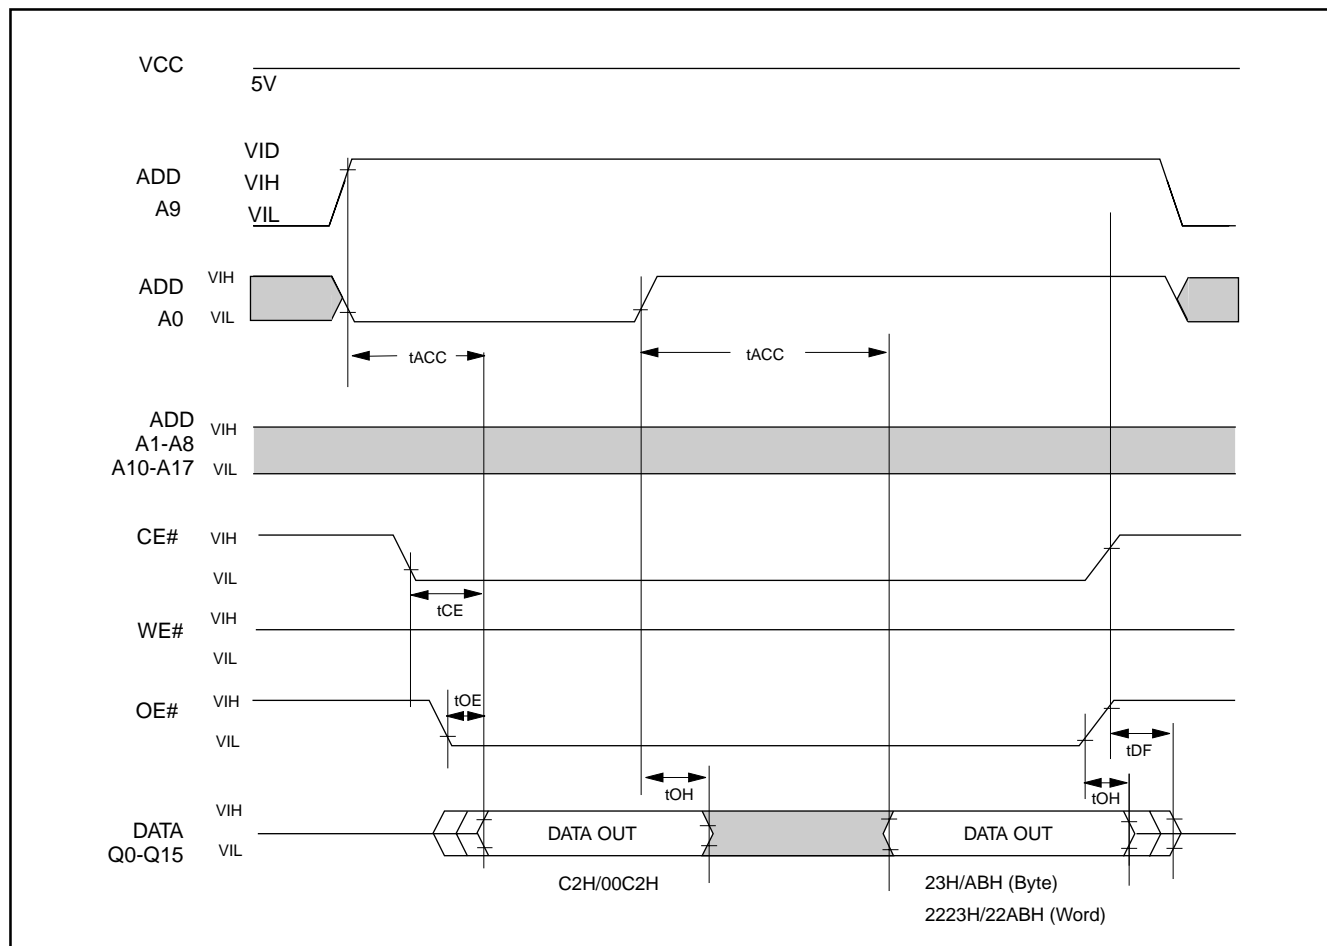 VCC
5V
VID
ADD
VIH
A9
VIL
VIH
ADD
A0
VIL
tACC
tACC
ADD
VIH
A1-A8
A10-A17
VIL
CE#
VIH
VIL
tCE
VIH
WE#
VIL
VIH
OE#
tOE
VIL
tDF
tOH
tOH
VIH
DATA
Q0-Q15
VIL
DATA OUT
DATA OUT
C2H/00C2H
23H/ABH (Byte)
2223H/22ABH (Word)